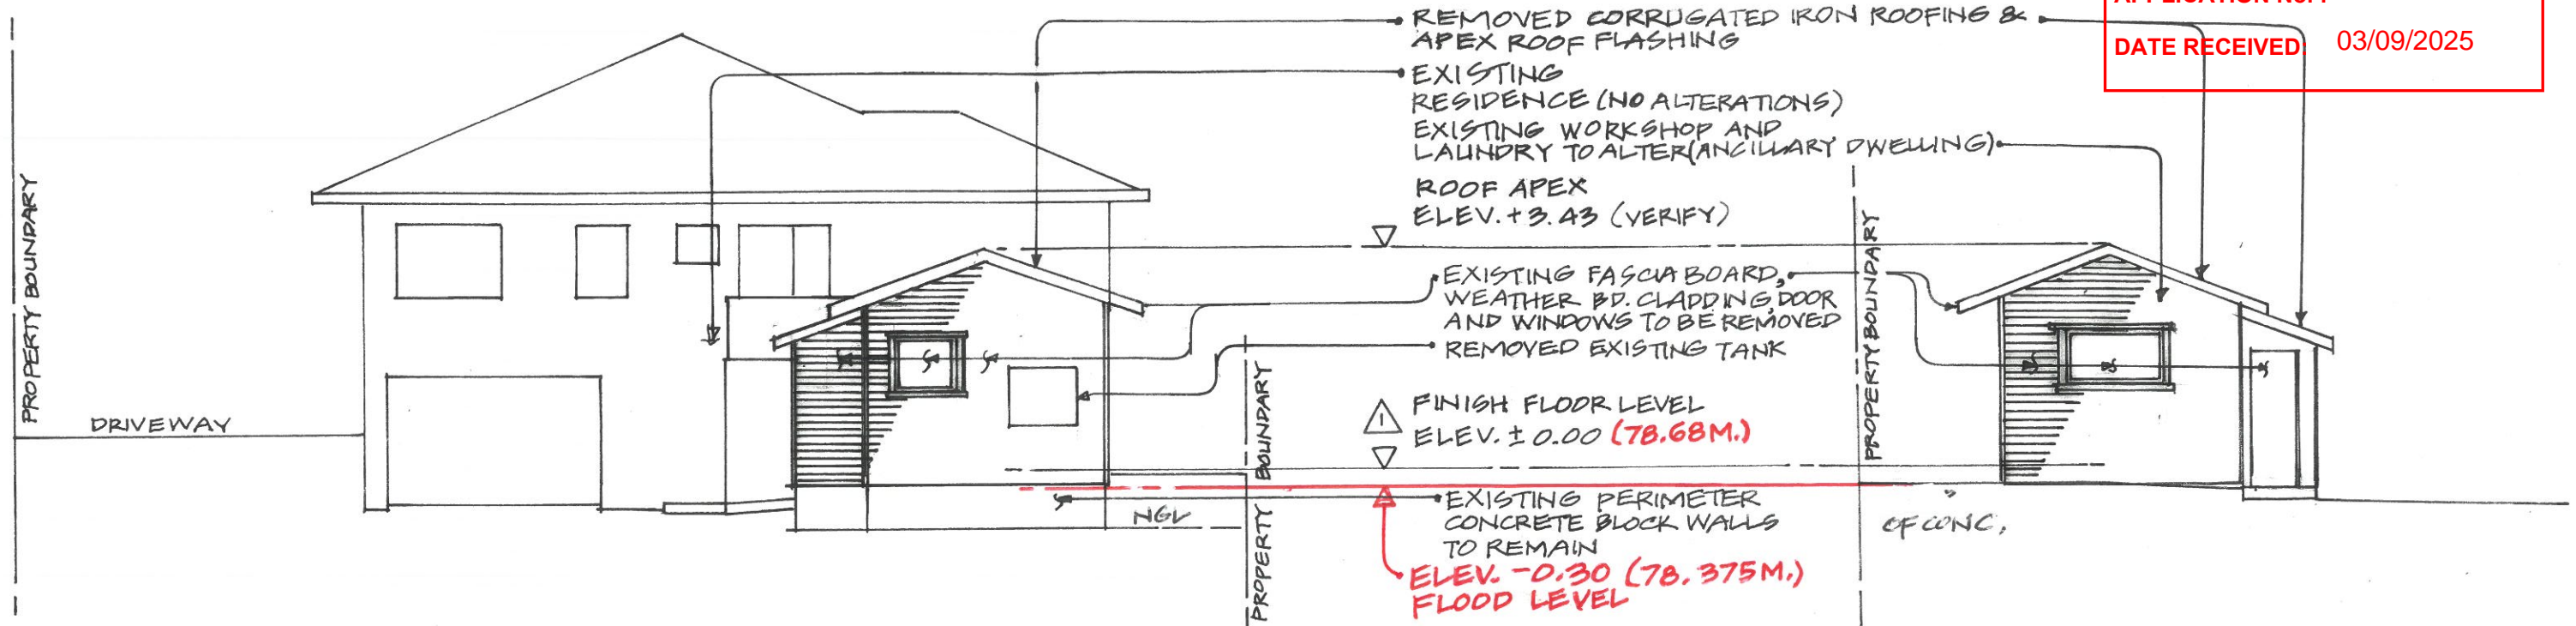 APPLICATION No.:
DATE RECEIVED: 03/09/2025
REMOVED CORRUGATED IRON ROOFING &
APEX ROOF FLASHING
EXISTING
RESIDENCE (NO ALTERATIONS)
EXISTING WORKSHOP AND
LAUNDRY TO ALTER (ANCILLARY DWELLING)
ROOF APEX
ELEV. +3.43 (VERIFY)
EXISTING FASCIA BOARD,
WEATHER BD. CLADDING, DOOR
AND WINDOWS TO BE REMOVED
REMOVED EXISTING TANK
1
FINISH FLOOR LEVEL
ELEV. ± 0.00 (78.68M.)
EXISTING PERIMETER
CONCRETE BLOCK WALLS
TO REMAIN
ELEV. -0.30 (78.375M.)
FLOOD LEVEL
PROPERTY BOUNDARY
DRIVEWAY
NGL
PROPERTY BOUNDARY
PROPERTY BOUNDARY
OF CONC,